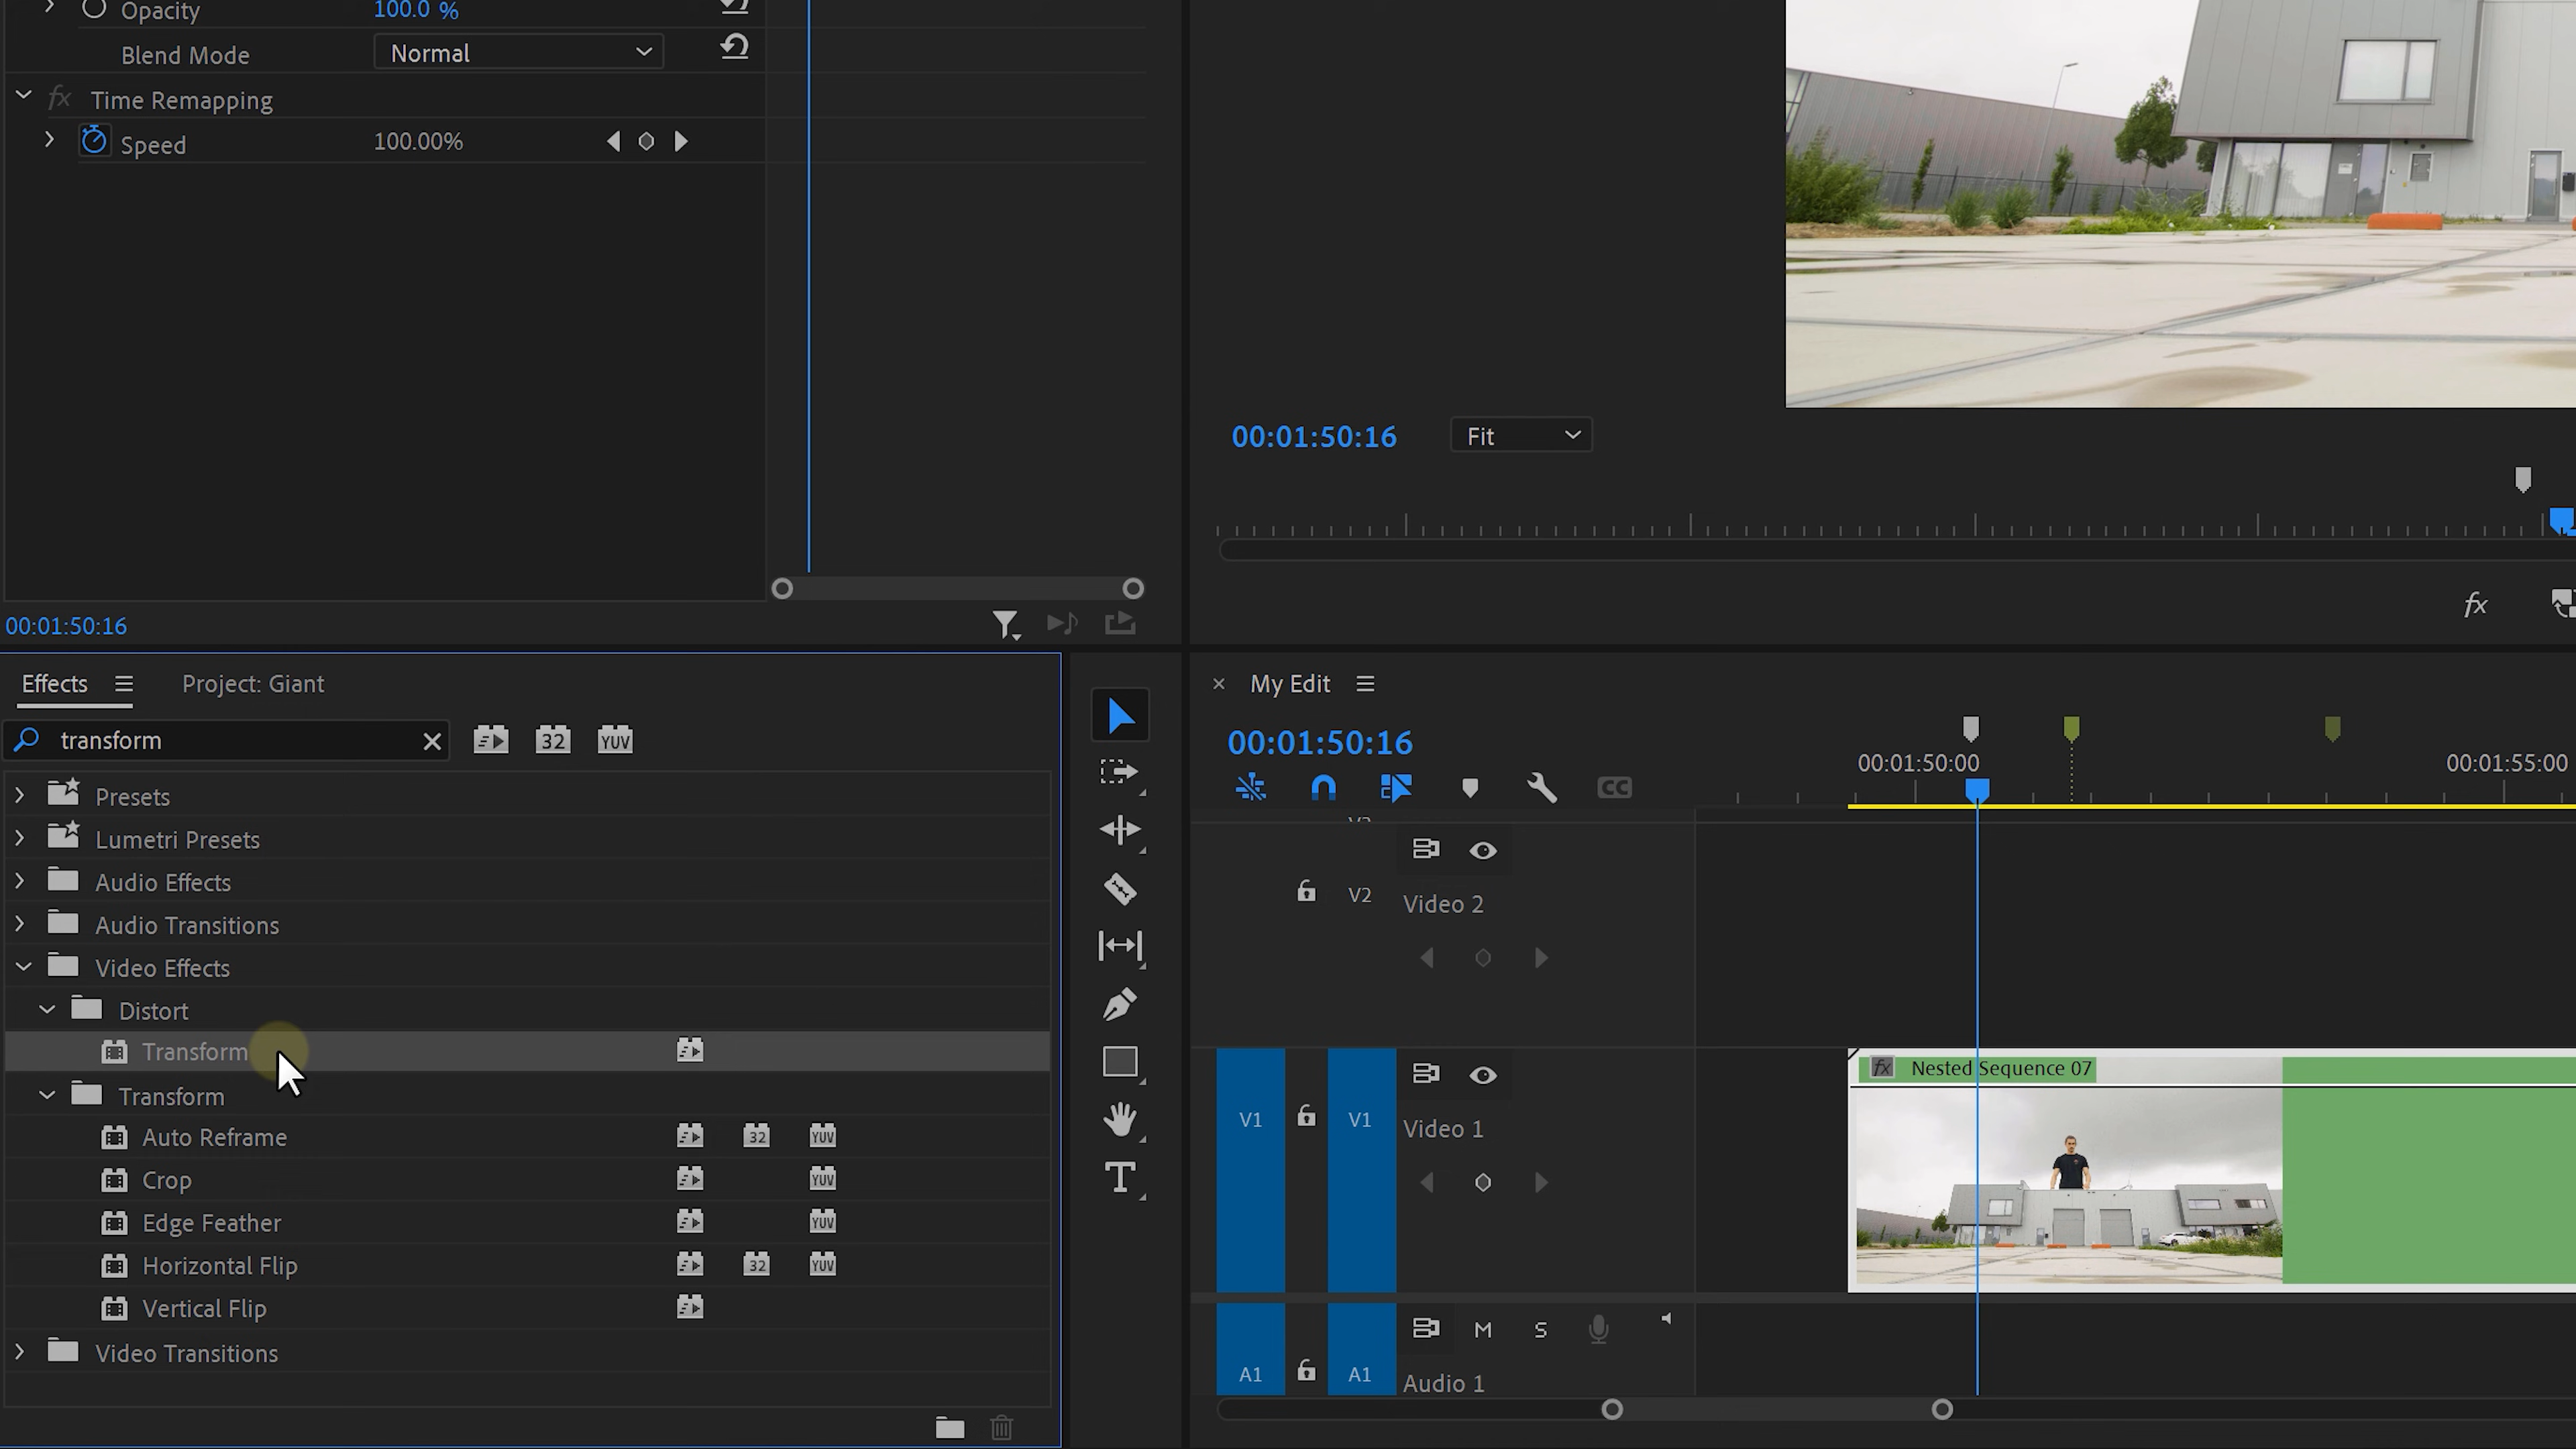 Opacity 100.0 %
Blend Mode Normal
fx Time Remapping
Speed 100.00%
00:01:50:16 Fit
fx
00:01:50:16
Effects Project: Giant
transform 32 YUV
Presets
Lumetri Presets
Audio Effects
Audio Transitions
Video Effects
Distort
Transform
Transform
Auto Reframe 32 YUV
Crop YUV
Edge Feather YUV
Horizontal Flip 32 YUV
Vertical Flip
Video Transitions
T
× My Edit
00:01:50:16
CC
00:01:50:00 00:01:55:00
V2 Video 2
V1 V1 Video 1
fx Nested Sequence 07
M S
A1 A1 Audio 1